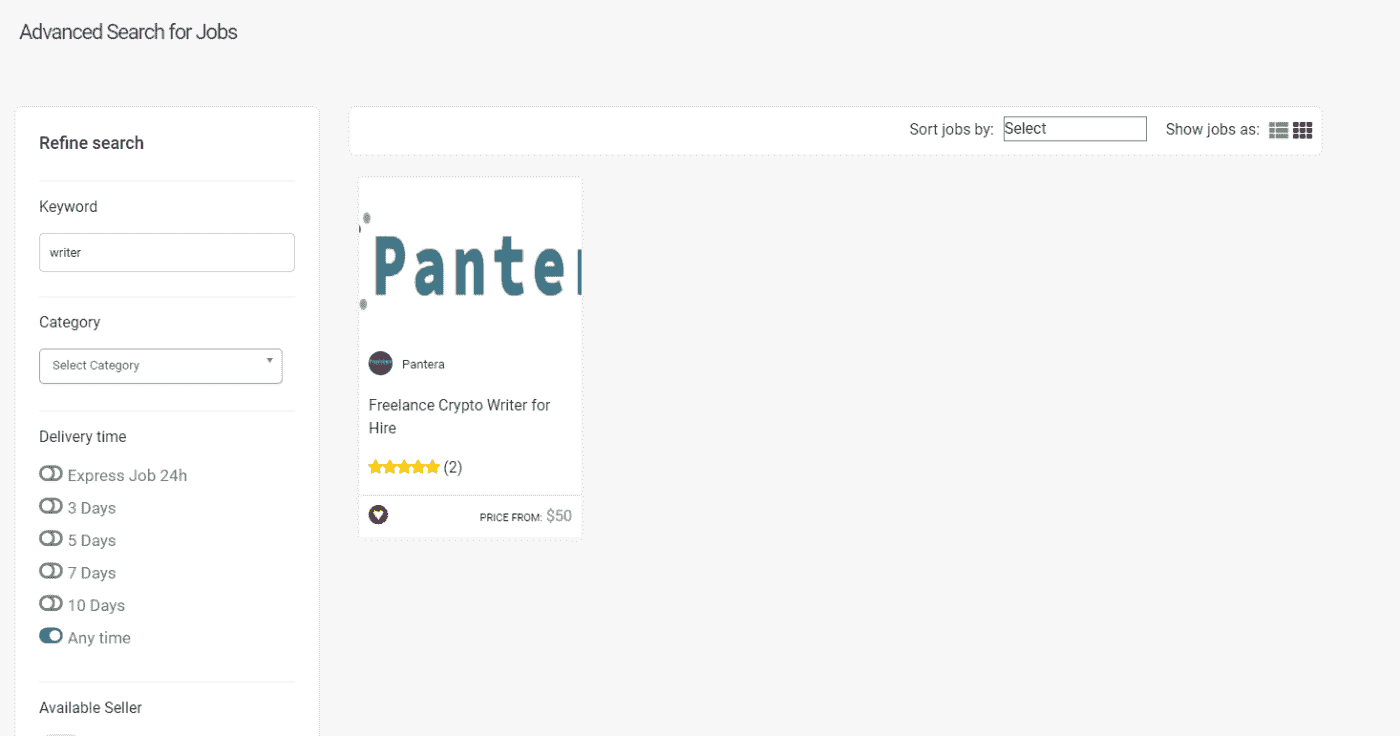 Advanced Search for Jobs
Refine search
Keyword
writer
Category
Select Category
Delivery time
Express Job 24h
3 Days
5 Days
7 Days
10 Days
Any time
Available Seller
Sort jobs by: Select Show jobs as:
Panter
Pantera
Freelance Crypto Writer for
Hire
(2)
PRICE FROM: $50